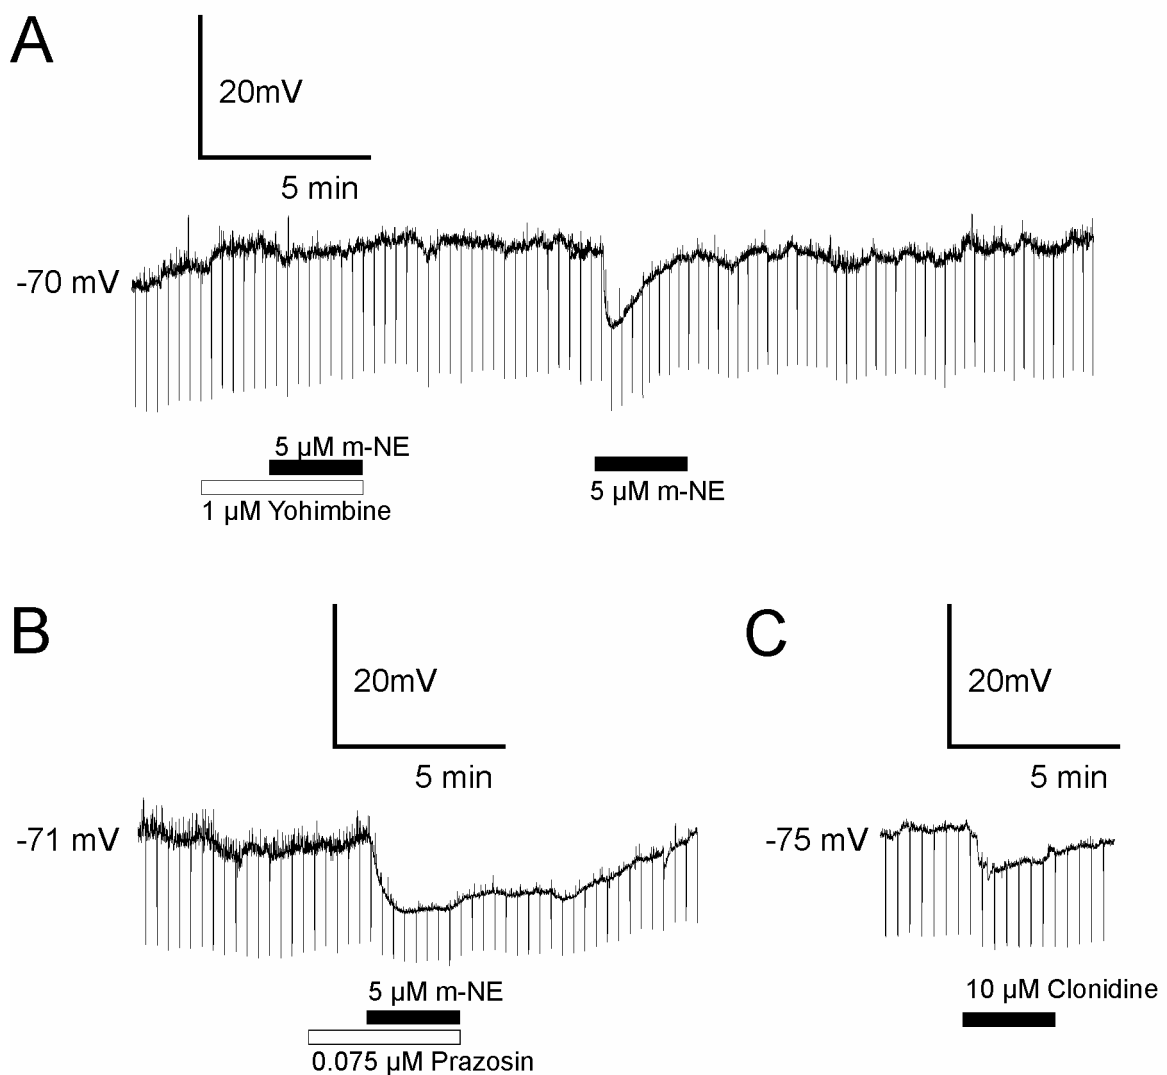 A
20mV
5 min
-70 mV
5 µM m-NE
1 µM Yohimbine
5 µM m-NE
B
20mV
5 min
-71 mV
5 µM m-NE
0.075 µM Prazosin
C
20mV
5 min
-75 mV
10 µM Clonidine